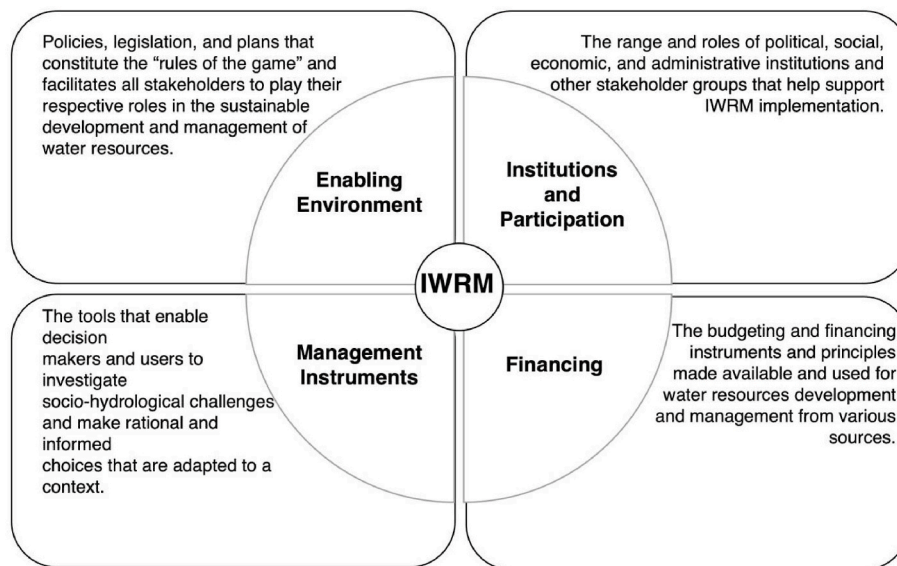 Policies, legislation, and plans that
constitute the “rules of the game” and
facilitates all stakeholders to play their
respective roles in the sustainable
development and management of
water resources.
The range and roles of political, social,
economic, and administrative institutions and
other stakeholder groups that help support
IWRM implementation.
Enabling
Environment
Institutions
and
Participation
IWRM
The tools that enable
decision
makers and users to
investigate
socio-hydrological challenges
and make rational and
informed
choices that are adapted to a
context.
Management
Instruments
Financing
The budgeting and financing
instruments and principles
made available and used for
water resources development
and management from various
sources.